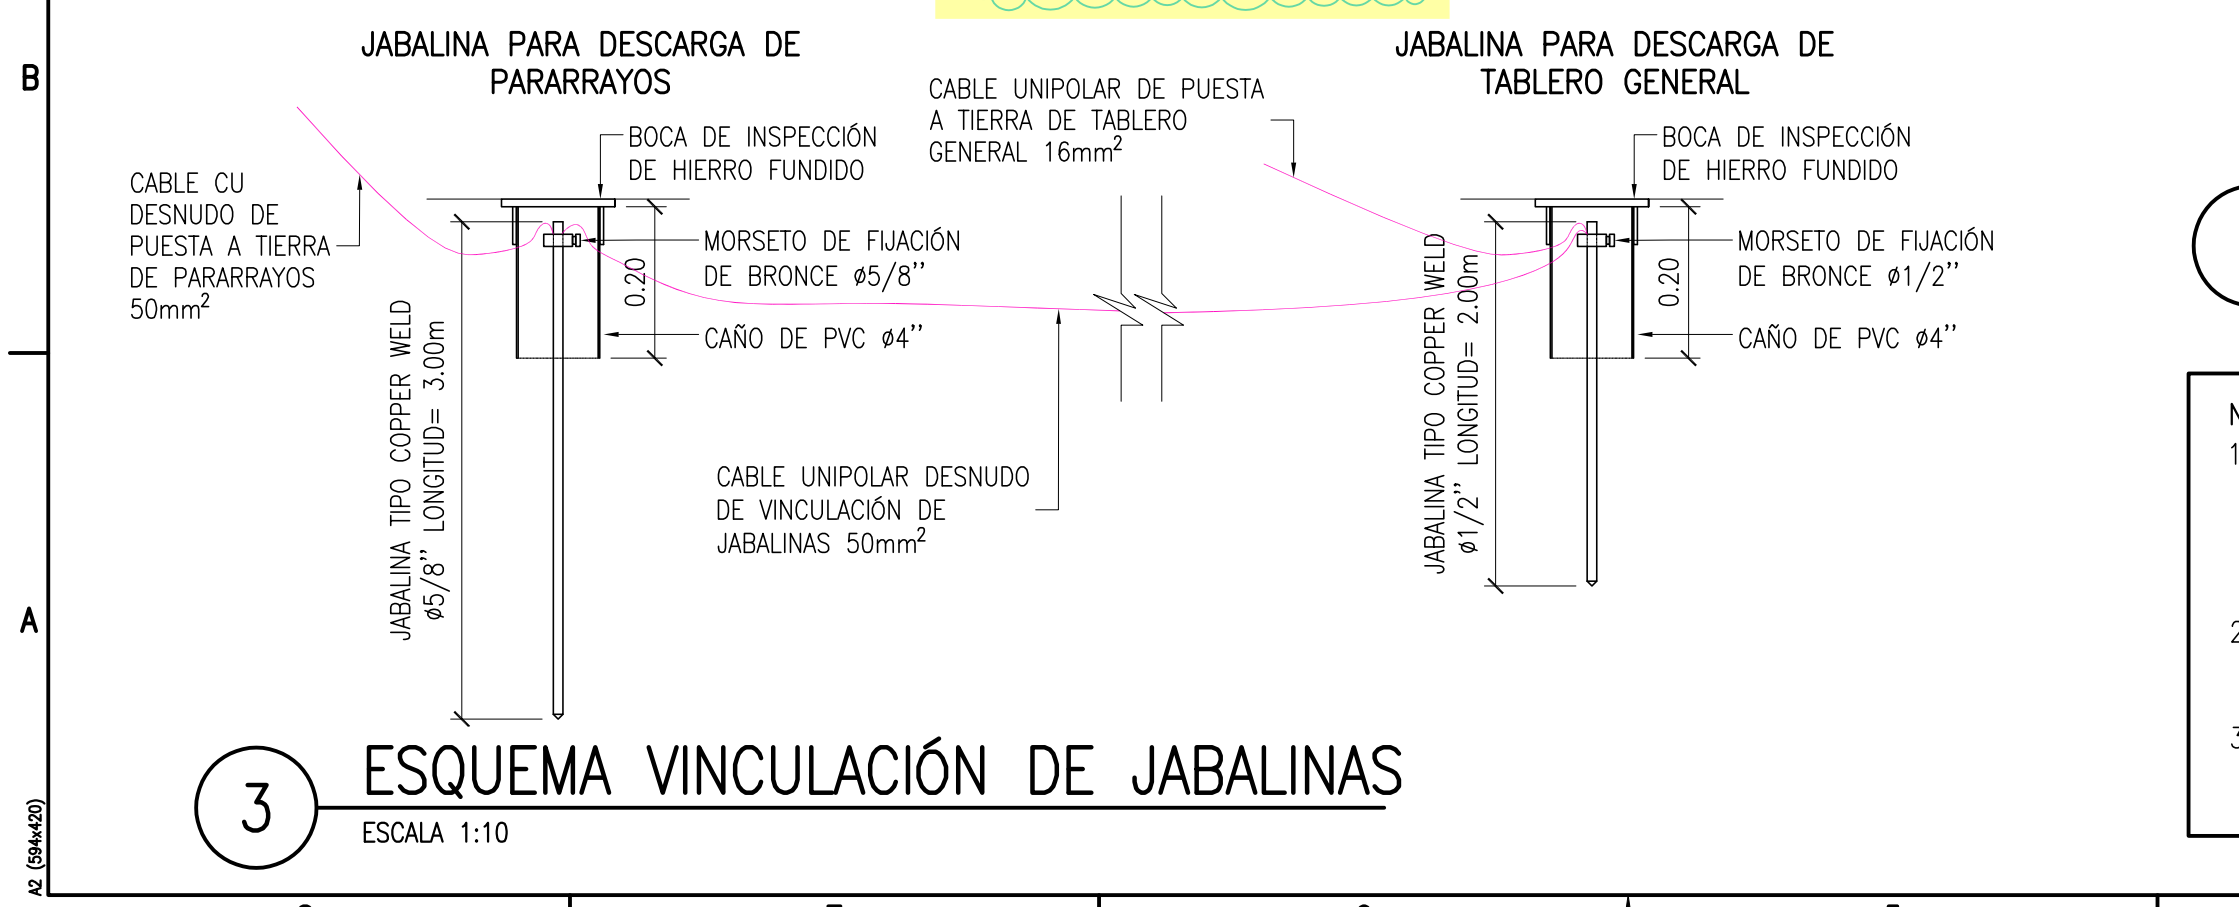 B
JABALINA PARA DESCARGA DE
PARARRAYOS
BOCA DE INSPECCIÓN
DE HIERRO FUNDIDO
CABLE CU
DESNUDO DE
PUESTA A TIERRA
DE PARARRAYOS
50mm²
MORSETO DE FIJACIÓN
DE BRONCE ø5/8''
0.20
CAÑO DE PVC ø4''
JABALINA TIPO COPPER WELD
ø5/8'' LONGITUD= 3.00m
CABLE UNIPOLAR DE PUESTA
A TIERRA DE TABLERO
GENERAL 16mm²
CABLE UNIPOLAR DESNUDO
DE VINCULACIÓN DE
JABALINAS 50mm²
JABALINA PARA DESCARGA DE
TABLERO GENERAL
BOCA DE INSPECCIÓN
DE HIERRO FUNDIDO
MORSETO DE FIJACIÓN
DE BRONCE ø1/2''
0.20
CAÑO DE PVC ø4''
JABALINA TIPO COPPER WELD
ø1/2'' LONGITUD= 2.00m
N
1
2
3
A
3
ESQUEMA VINCULACIÓN DE JABALINAS
ESCALA 1:10
A2 (594x420)